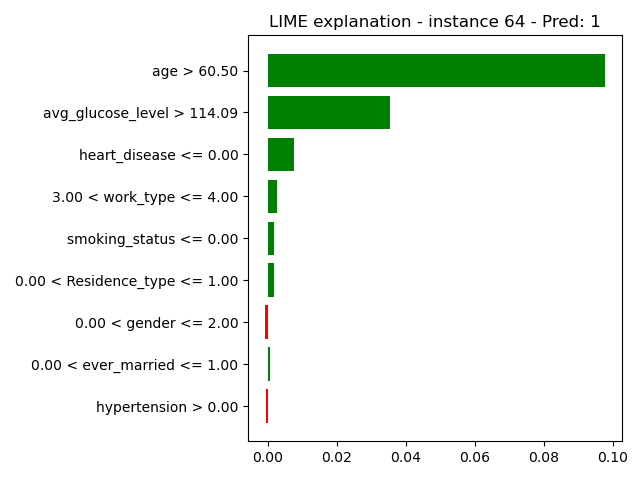 LIME explanation - instance 64 - Pred: 1
age > 60.50
avg_glucose_level > 114.09
heart_disease <= 0.00
3.00 < work_type <= 4.00
smoking_status <= 0.00
0.00 < Residence_type <= 1.00
0.00 < gender <= 2.00
0.00 < ever_married <= 1.00
hypertension > 0.00
0.00 0.02 0.04 0.06 0.08 0.10